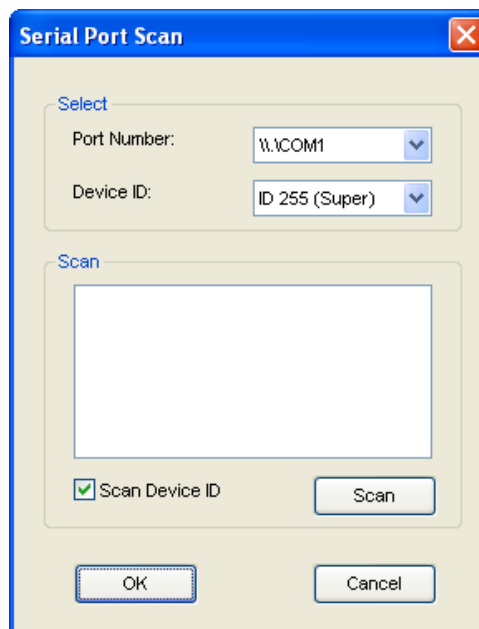 Serial Port Scan
Select
Port Number: \\.\COM1
Device ID: ID 255 (Super)
Scan
Scan Device ID Scan
OK Cancel